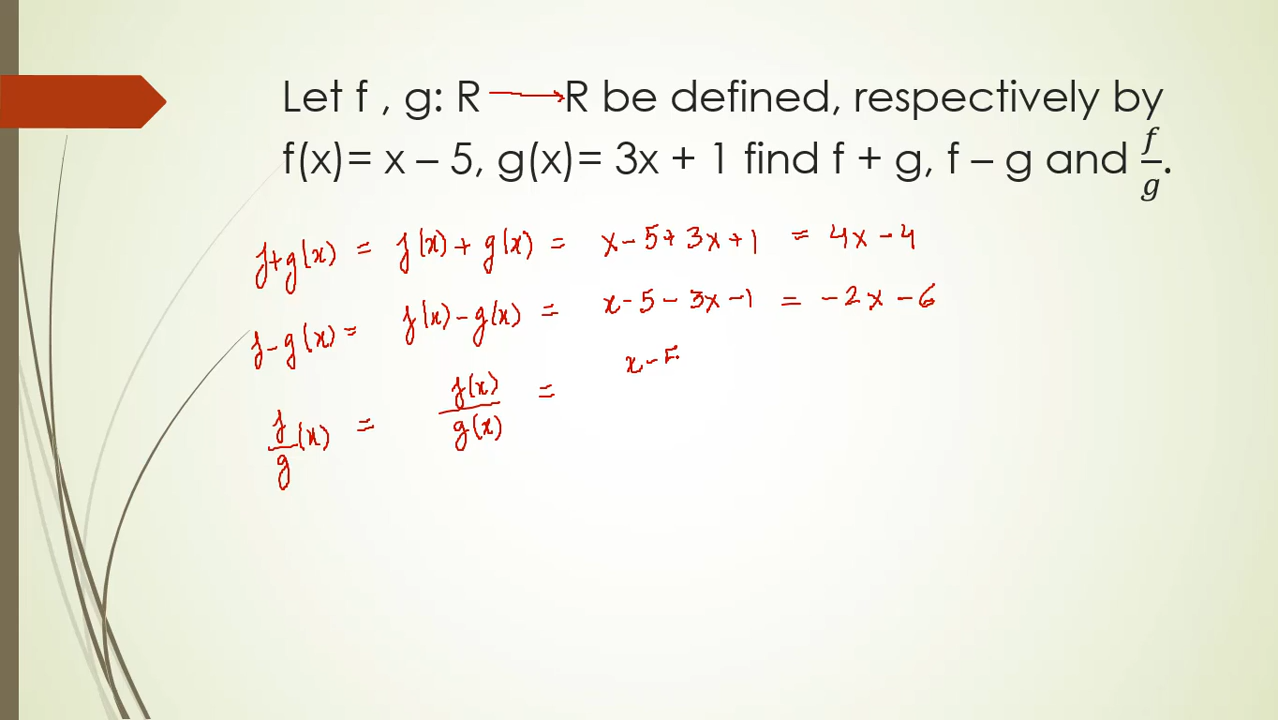 Let f , g: R ⟶ R be defined, respectively by
f(x)= x – 5, g(x)= 3x + 1 find f + g, f – g and f/g.
f+g(x) = f(x) + g(x) = x - 5 + 3x + 1 = 4x - 4
f-g(x) = f(x) - g(x) = x - 5 - 3x - 1 = -2x - 6
f/g(x) = f(x)/g(x) = x - 5